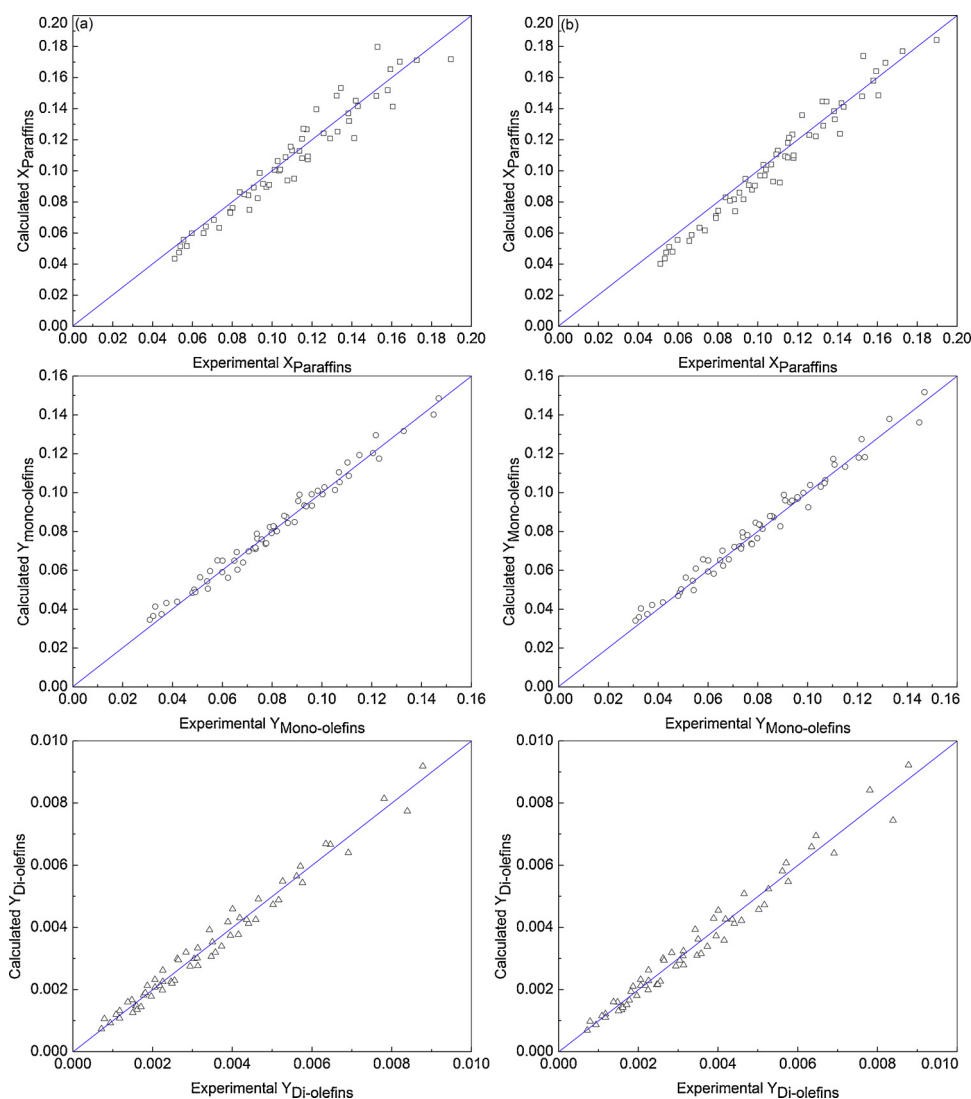 (a)
0.20
0.18
0.16
0.14
0.12
0.10
0.08
0.06
0.04
0.02
0.00
Calculated X_Paraffins
0.00 0.02 0.04 0.06 0.08 0.10 0.12 0.14 0.16 0.18 0.20
Experimental X_Paraffins
(b)
0.20
0.18
0.16
0.14
0.12
0.10
0.08
0.06
0.04
0.02
0.00
Calculated X_Paraffins
0.00 0.02 0.04 0.06 0.08 0.10 0.12 0.14 0.16 0.18 0.20
Experimental X_Paraffins
0.16
0.14
0.12
0.10
0.08
0.06
0.04
0.02
0.00
Calculated Y_mono-olefins
0.00 0.02 0.04 0.06 0.08 0.10 0.12 0.14 0.16
Experimental Y_Mono-olefins
0.16
0.14
0.12
0.10
0.08
0.06
0.04
0.02
0.00
Calculated Y_Mono-olefins
0.00 0.02 0.04 0.06 0.08 0.10 0.12 0.14 0.16
Experimental Y_Mono-olefins
0.010
0.008
0.006
0.004
0.002
0.000
Calculated Y_Di-olefins
0.000 0.002 0.004 0.006 0.008 0.010
Experimental Y_Di-olefins
0.010
0.008
0.006
0.004
0.002
0.000
Calculated Y_Di-olefins
0.000 0.002 0.004 0.006 0.008 0.010
Experimental Y_Di-olefins